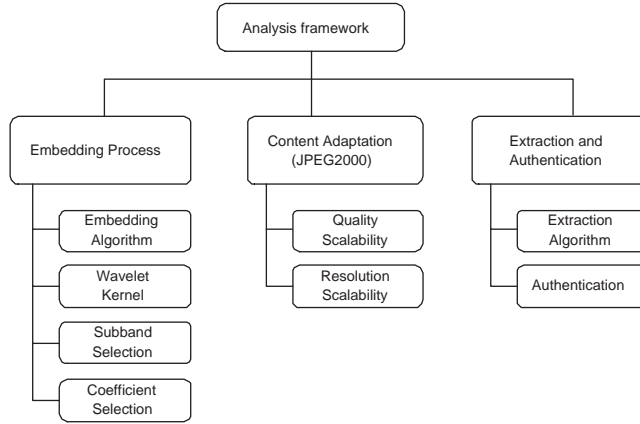 Analysis framework
Embedding Process
Content Adaptation
(JPEG2000)
Extraction and
Authentication
Embedding
Algorithm
Wavelet
Kernel
Subband
Selection
Coefficient
Selection
Quality
Scalability
Resolution
Scalability
Extraction
Algorithm
Authentication